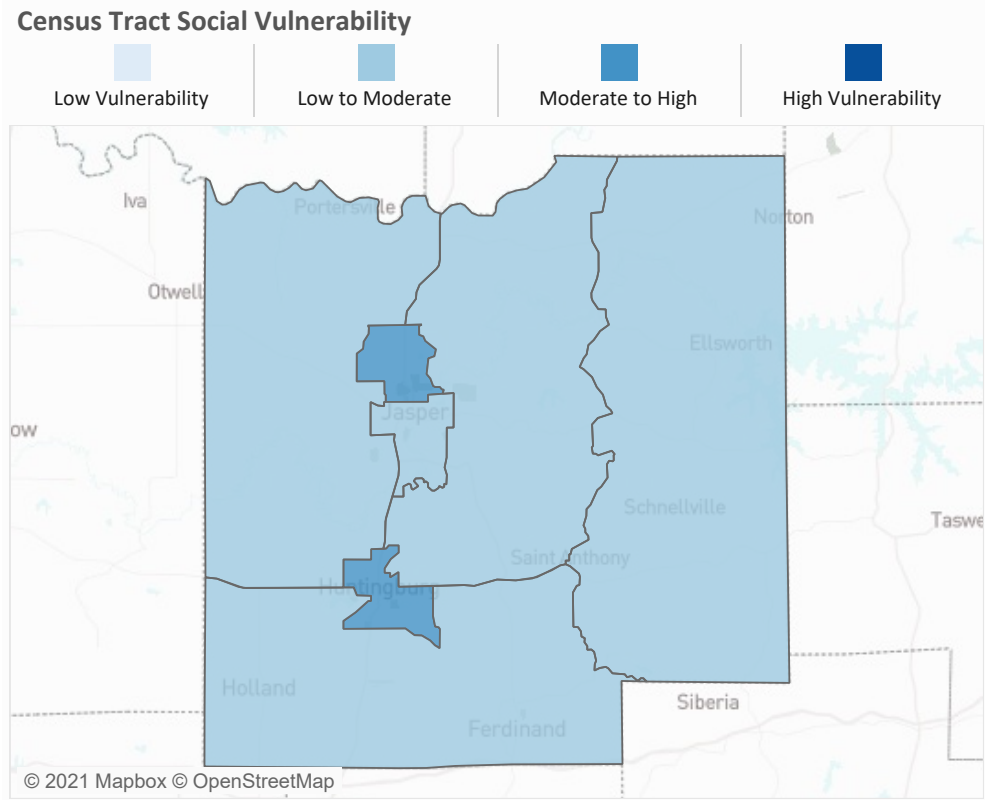 Census Tract Social Vulnerability
Low Vulnerability
Low to Moderate
Moderate to High
High Vulnerability
Iva
Portersville
Norton
Otwell
Ellsworth
Jasper
ow
Schnellville
Taswe
Saint Anthony
Huntingburg
Holland
Siberia
Ferdinand
© 2021 Mapbox © OpenStreetMap